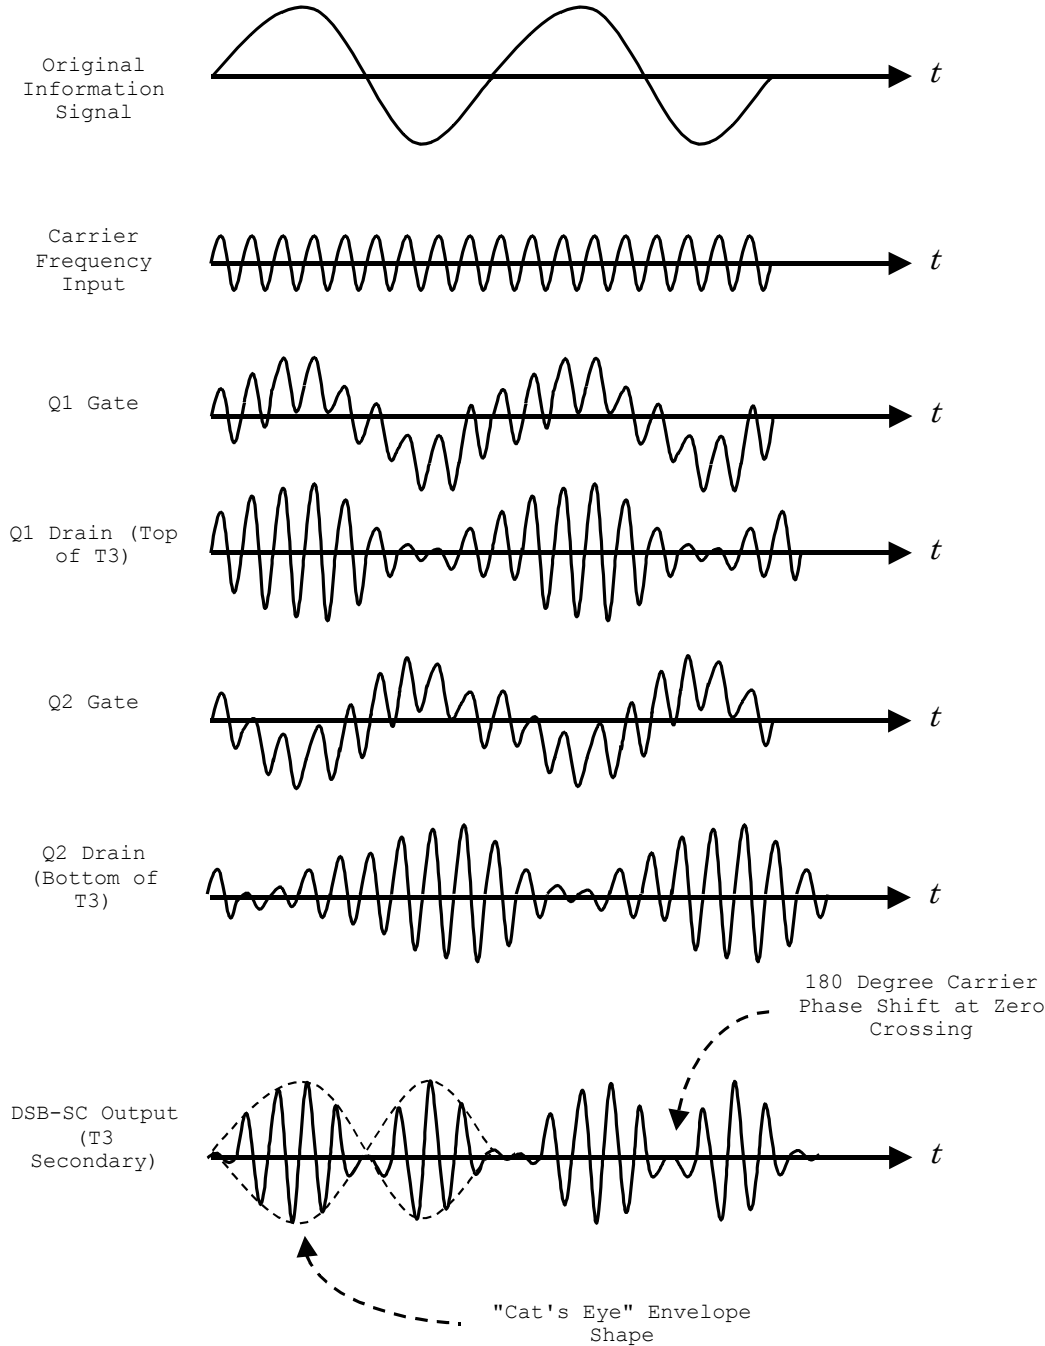 Original
Information
Signal
t
Carrier
Frequency
Input
t
Q1 Gate
t
Q1 Drain (Top
of T3)
t
Q2 Gate
t
Q2 Drain
(Bottom of
T3)
t
180 Degree Carrier
Phase Shift at Zero
Crossing
DSB-SC Output
(T3
Secondary)
t
"Cat's Eye" Envelope
Shape